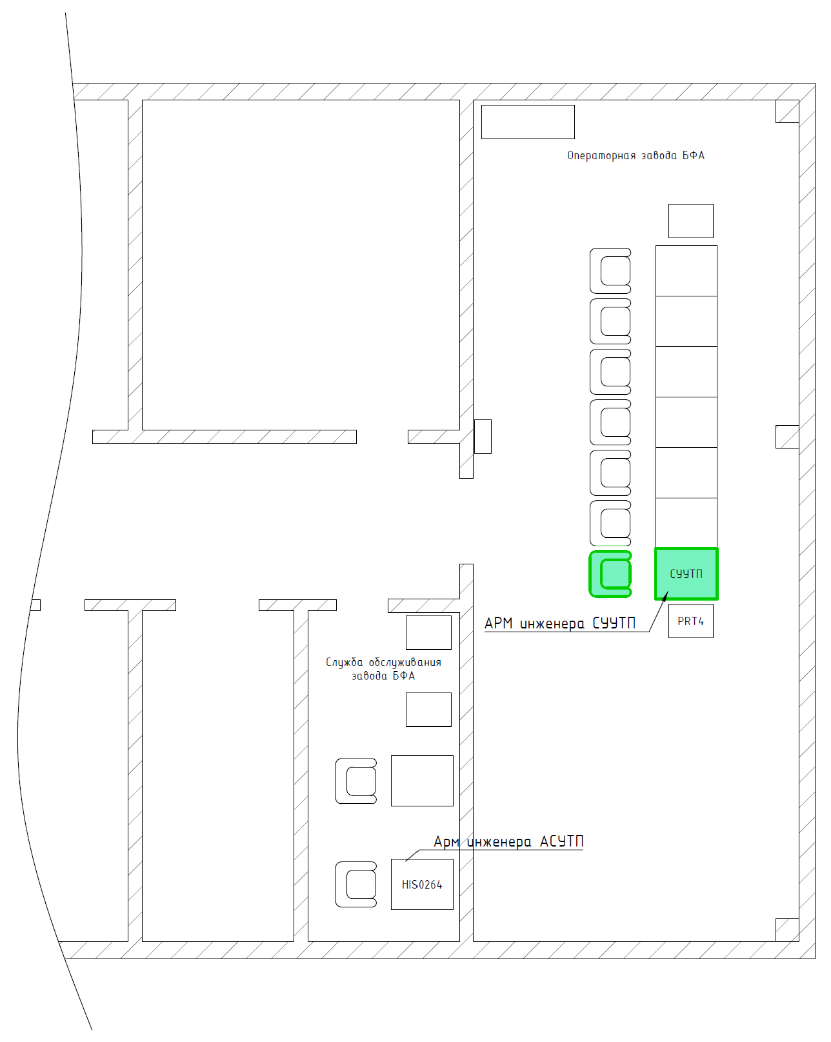 Операторная завода БФА
СУУТП
АРМ инженера СУУТП
PRT4
Служба обслуживания
завода БФА
Арм инженера АСУТП
HIS0264